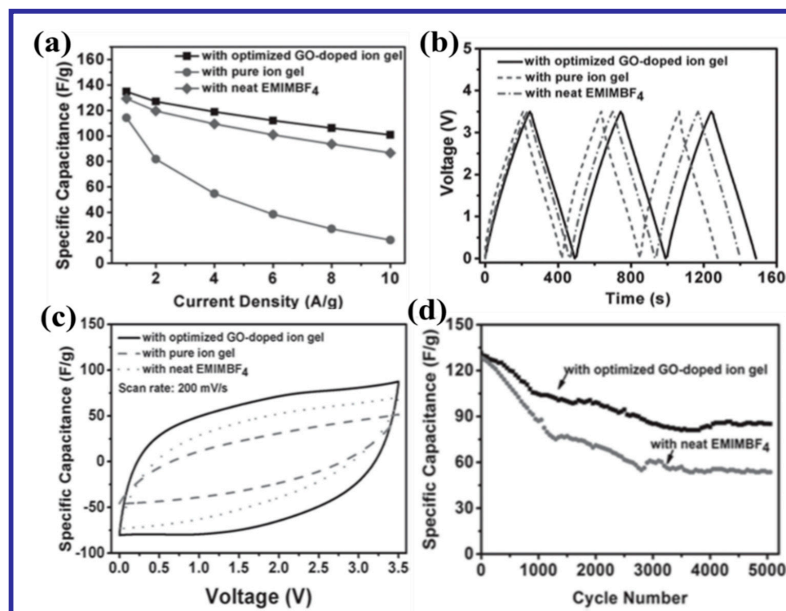 (a)
160
140
120
100
80
60
40
20
0
Specific Capacitance (F/g)
with optimized GO-doped ion gel
with pure ion gel
with neat EMIMBF4
2 4 6 8 10
Current Density (A/g)
(b)
5
4
3
2
1
0
Voltage (V)
with optimized GO-doped ion gel
with pure ion gel
with neat EMIMBF4
0 400 800 1200 160
Time (s)
(c)
150
100
50
0
-50
-100
Specific Capacitance (F/g)
with optimized GO-doped ion gel
with pure ion gel
with neat EMIMBF4
Scan rate: 200 mV/s
0.0 0.5 1.0 1.5 2.0 2.5 3.0 3.5
Voltage (V)
(d)
150
120
90
60
30
0
Specific Capacitance (F/g)
with optimized GO-doped ion gel
with neat EMIMBF4
0 1000 2000 3000 4000 5000
Cycle Number